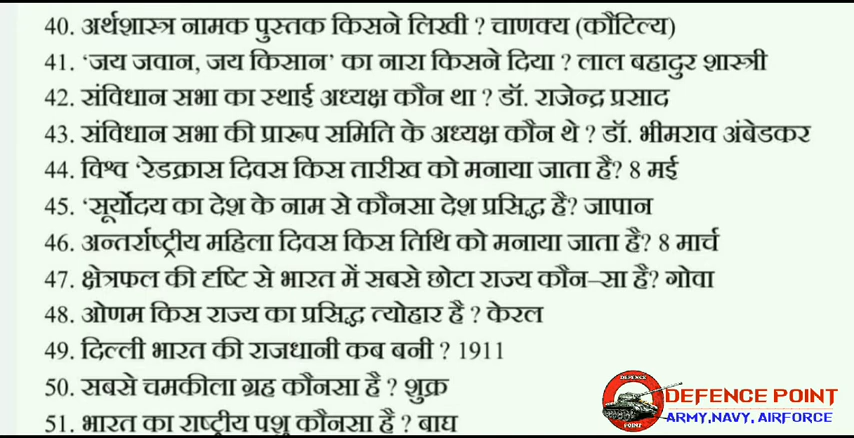 40. अर्थशास्त्र नामक पुस्तक किसने लिखी ? चाणक्य (कौटिल्य)
41. ‘जय जवान, जय किसान’ का नारा किसने दिया ? लाल बहादुर शास्त्री
42. संविधान सभा का स्थाई अध्यक्ष कौन था ? डॉ. राजेन्द्र प्रसाद
43. संविधान सभा की प्रारूप समिति के अध्यक्ष कौन थे ? डॉ. भीमराव अंबेडकर
44. विश्व ‘रेडक्रास दिवस किस तारीख को मनाया जाता है? 8 मई
45. ‘सूर्योदय का देश के नाम से कौनसा देश प्रसिद्ध है? जापान
46. अन्तर्राष्ट्रीय महिला दिवस किस तिथि को मनाया जाता है? 8 मार्च
47. क्षेत्रफल की दृष्टि से भारत में सबसे छोटा राज्य कौन–सा है? गोवा
48. ओणम किस राज्य का प्रसिद्ध त्योहार है ? केरल
49. दिल्ली भारत की राजधानी कब बनी ? 1911
50. सबसे चमकीला ग्रह कौनसा है ? शुक्र
51. भारत का राष्ट्रीय पशु कौनसा है ? बाघ
DEFENCE
POINT
DEFENCE POINT
ARMY,NAVY, AIRFORCE